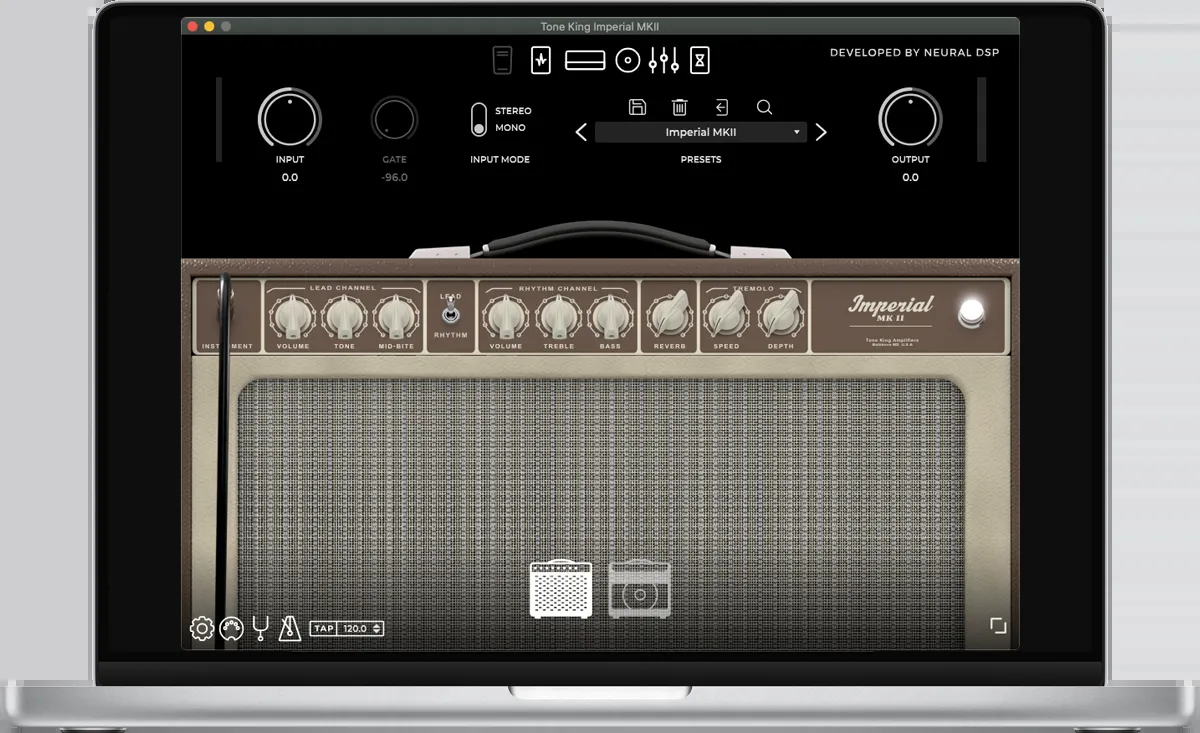 Tone King Imperial MKII
DEVELOPED BY NEURAL DSP
STEREO
MONO
INPUT MODE
INPUT
0.0
GATE
-96.0
Imperial MKII
PRESETS
OUTPUT
0.0
LEAD CHANNEL
VOLUME TONE MID-BITE
LEAD
RHYTHM
RHYTHM CHANNEL
VOLUME TREBLE BASS
REVERB
TREMOLO
SPEED DEPTH
Imperial
MK II
Tone King Amplifiers
Baltimore MD. U.S.A
INSTRUMENT
TAP 120.0